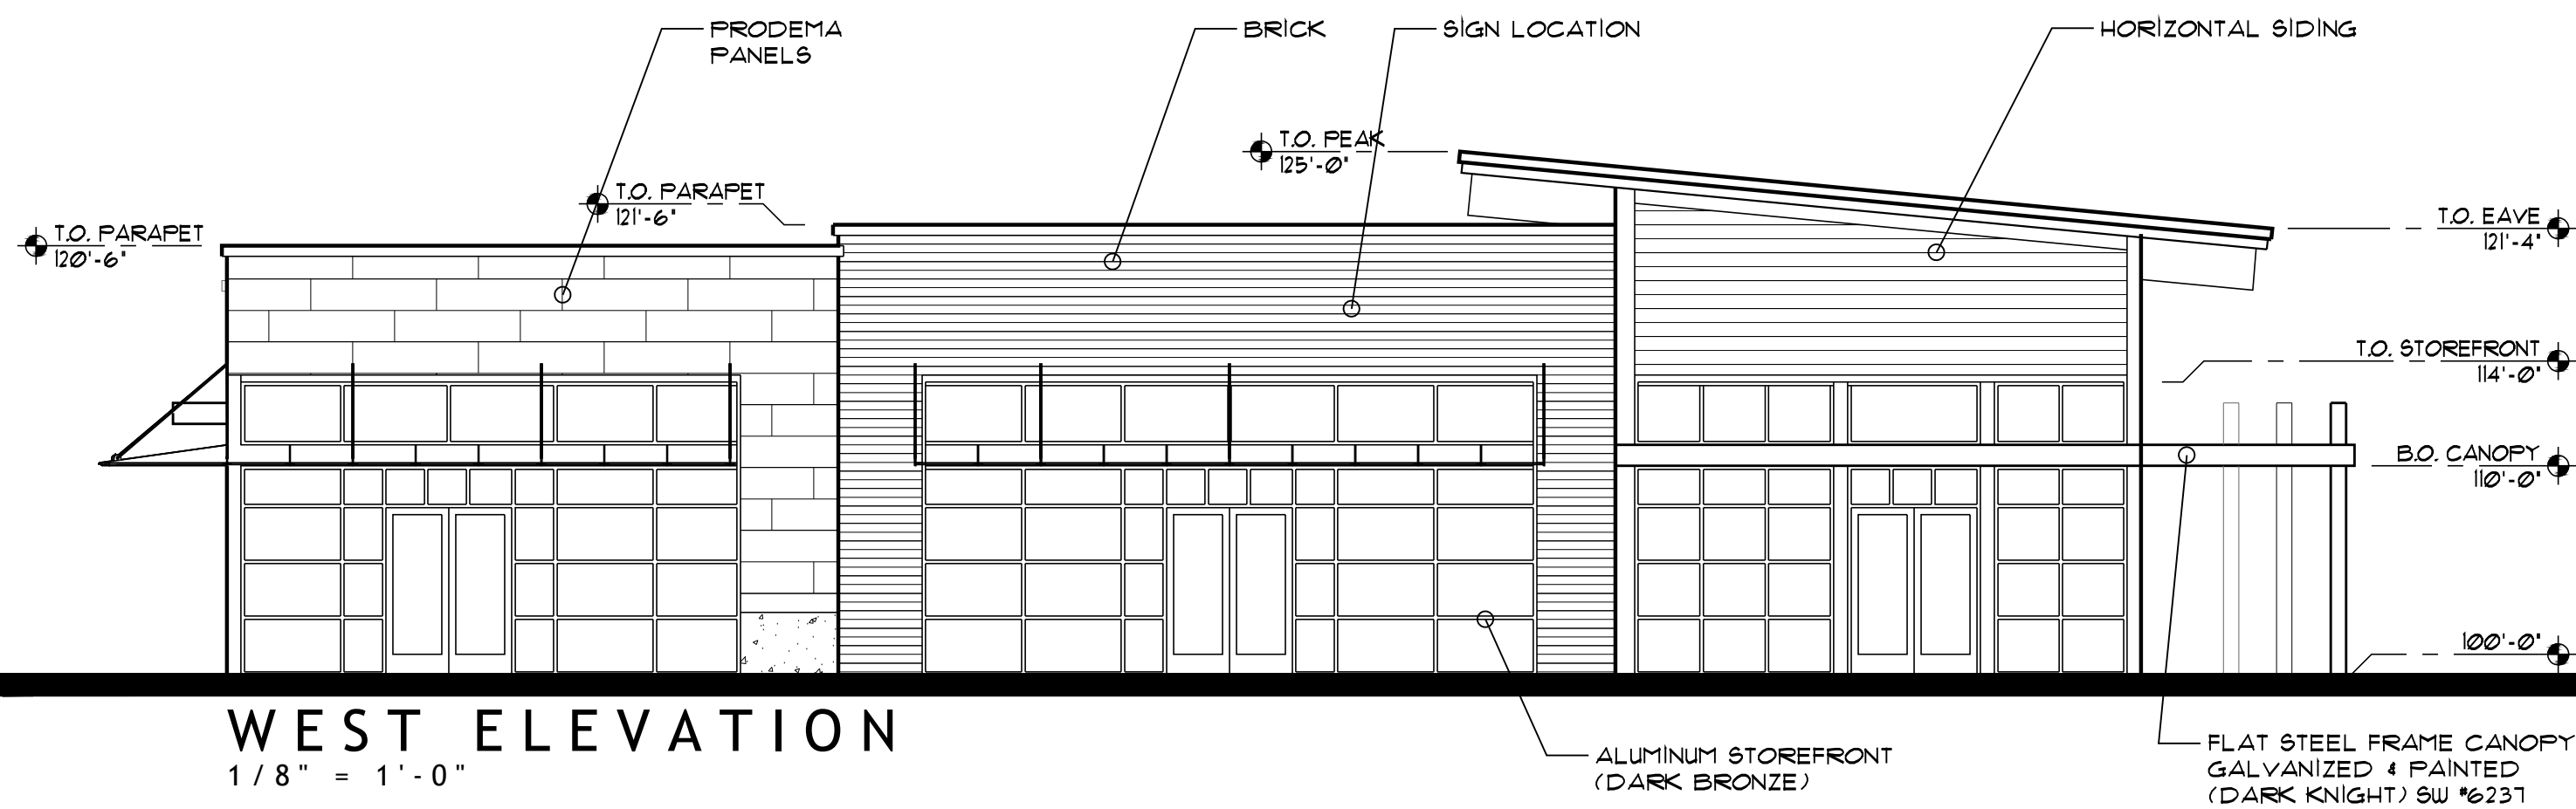 PRODEMA
PANELS
BRICK
SIGN LOCATION
HORIZONTAL SIDING
T.O. PEAK
125'-0"
T.O. PARAPET
121'-6"
T.O. PARAPET
120'-6"
T.O. EAVE
121'-4"
T.O. STOREFRONT
114'-0"
B.O. CANOPY
110'-0"
100'-0"
WEST ELEVATION
1/8" = 1'-0"
ALUMINUM STOREFRONT
(DARK BRONZE)
FLAT STEEL FRAME CANOPY
GALVANIZED & PAINTED
(DARK KNIGHT) SW #6237